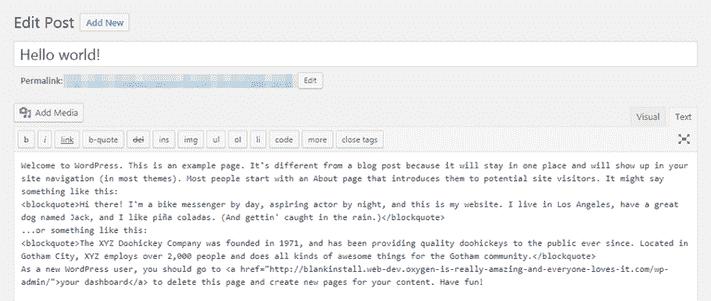 Edit Post Add New
Hello world!
Permalink: Edit
Add Media Visual Text
b i link b-quote del ins img ul ol li code more close tags
Welcome to WordPress. This is an example page. It's different from a blog post because it will stay in one place and will show up in your
site navigation (in most themes). Most people start with an About page that introduces them to potential site visitors. It might say
something like this:
<blockquote>Hi there! I'm a bike messenger by day, aspiring actor by night, and this is my website. I live in Los Angeles, have a great
dog named Jack, and I like piña coladas. (And gettin' caught in the rain.)</blockquote>
...or something like this:
<blockquote>The XYZ Doohickey Company was founded in 1971, and has been providing quality doohickeys to the public ever since. Located in
Gotham City, XYZ employs over 2,000 people and does all kinds of awesome things for the Gotham community.</blockquote>
As a new WordPress user, you should go to <a href="http://blankinstall.web-dev.oxygen-is-really-amazing-and-everyone-loves-it.com/wp-
admin/">your dashboard</a> to delete this page and create new pages for your content. Have fun!